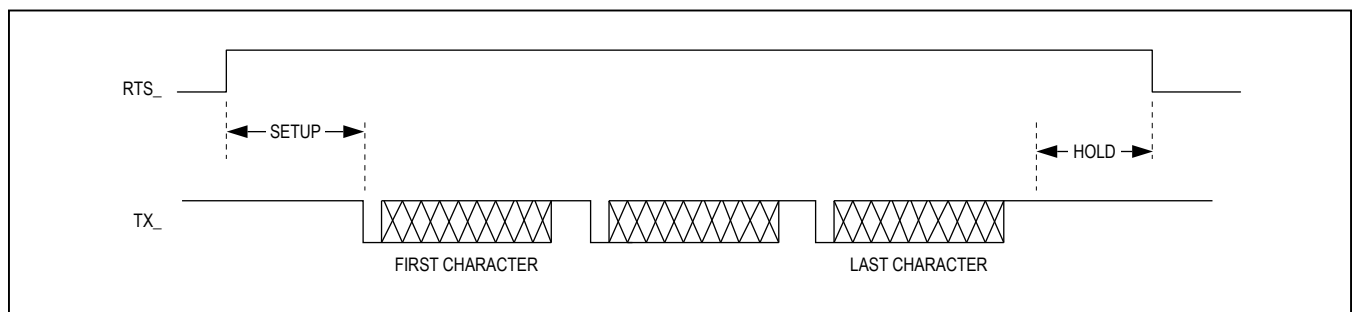 RTS_
SETUP
HOLD
TX_
FIRST CHARACTER
LAST CHARACTER